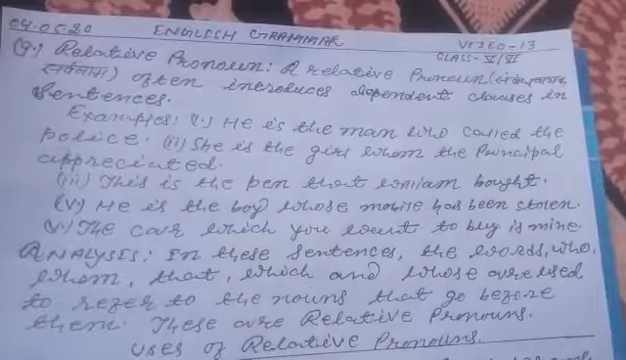 04.05.20 ENGLISH GRAMMAR VIDEO-13
CLASS- V/VI
(9.) Relative Pronoun: A relative Pronoun (संबंधवाचक
सर्वनाम) often introduces dependent clauses in
Sentences.
Examples: (i.) He is the man who called the
police. (ii) She is the girl whom the Principal
appreciated.
(iii) This is the pen that William bought.
(v) He is the boy whose mobile has been stolen.
(vi) The car which you want to buy is mine.
ANALYSES: In these Sentences, the words, who,
whom, that, which and whose are used
to refer to the nouns that go before
them. These are Relative Pronouns.
Uses of Relative Pronouns.